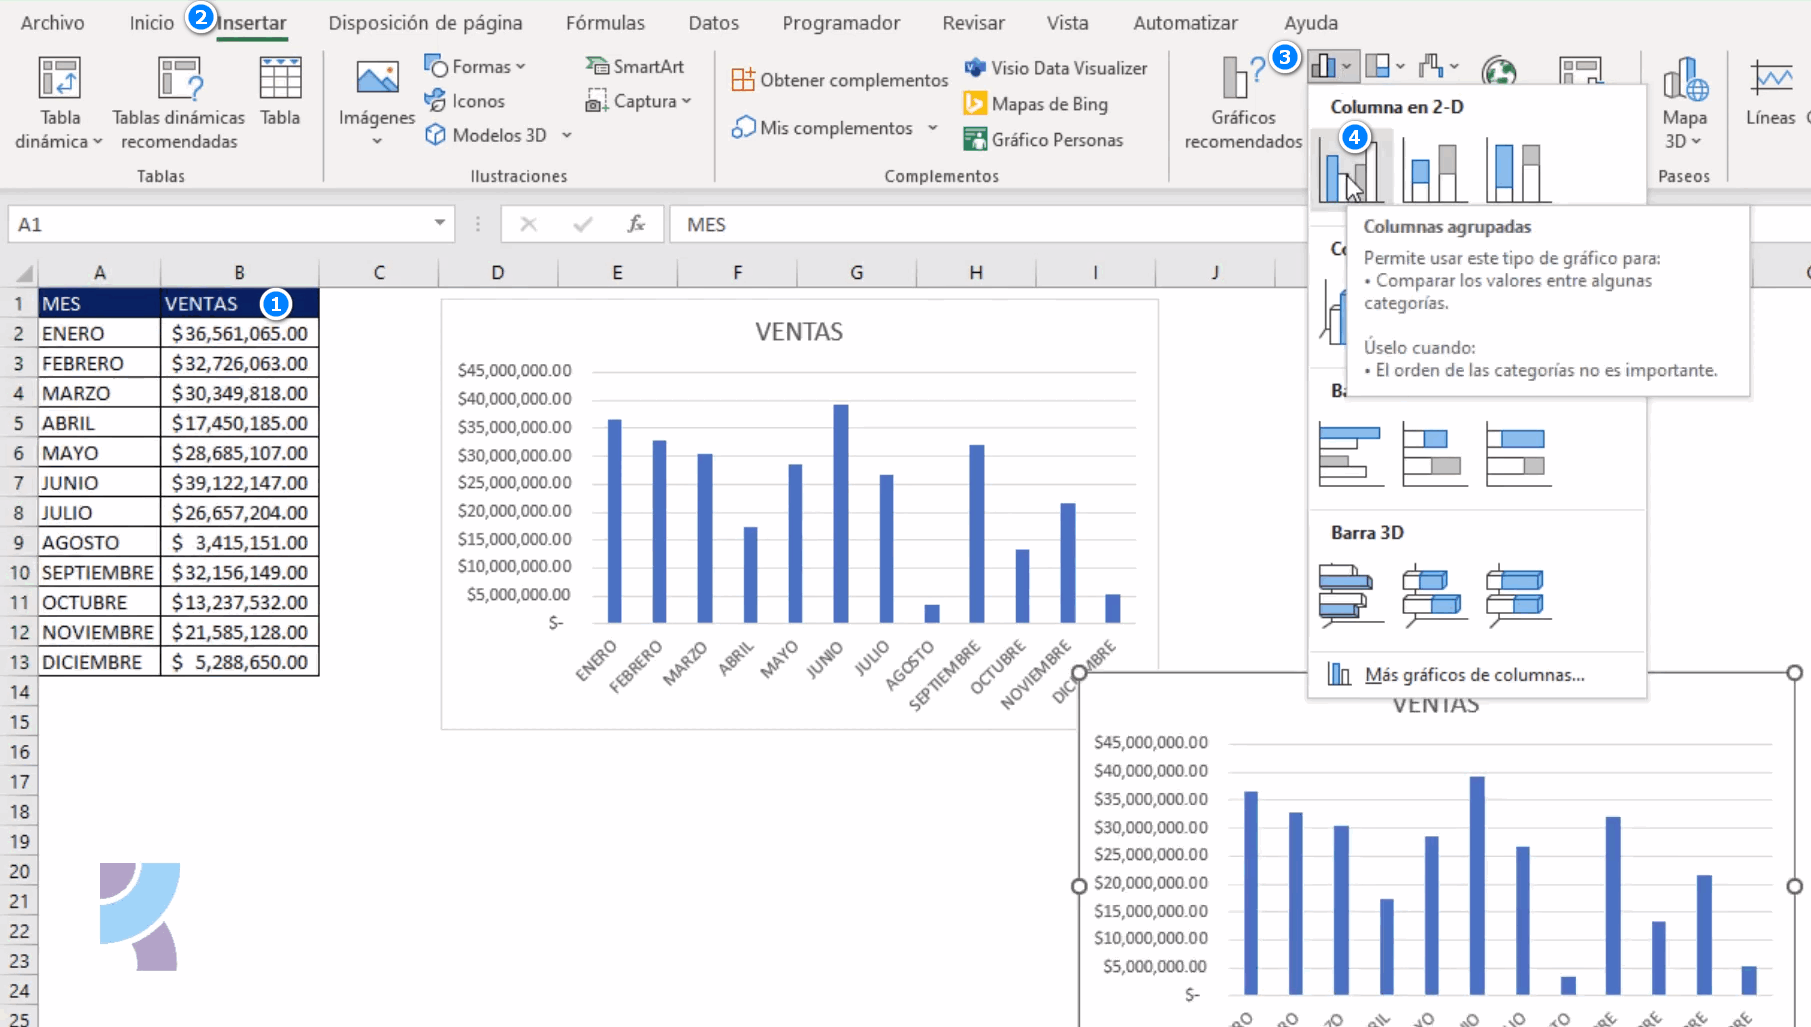 Archivo Inicio 2 Insertar Disposición de página Fórmulas Datos Programador Revisar Vista Automatizar Ayuda
Tabla dinámica
Tablas dinámicas recomendadas
Tabla
Tablas
Imágenes
Formas
Iconos
Modelos 3D
SmartArt
Captura
Ilustraciones
Obtener complementos
Mis complementos
Visio Data Visualizer
Mapas de Bing
Gráfico Personas
Complementos
Gráficos
recomendados
3
Mapa
3D
Paseos
Líneas
Columna en 2-D
4
Columnas agrupadas
Permite usar este tipo de gráfico para:
• Comparar los valores entre algunas
categorías.
Úselo cuando:
• El orden de las categorías no es importante.
Barra 3D
Más gráficos de columnas...
A1 fx MES
A B C D E F G H I J
1 MES VENTAS 1
2 ENERO $36,561,065.00
3 FEBRERO $32,726,063.00
4 MARZO $30,349,818.00
5 ABRIL $17,450,185.00
6 MAYO $28,685,107.00
7 JUNIO $39,122,147.00
8 JULIO $26,657,204.00
9 AGOSTO $ 3,415,151.00
10 SEPTIEMBRE $32,156,149.00
11 OCTUBRE $13,237,532.00
12 NOVIEMBRE $21,585,128.00
13 DICIEMBRE $ 5,288,650.00
14
15
16
17
18
19
20
21
22
23
24
25
VENTAS
$45,000,000.00
$40,000,000.00
$35,000,000.00
$30,000,000.00
$25,000,000.00
$20,000,000.00
$15,000,000.00
$10,000,000.00
$5,000,000.00
$-
ENERO FEBRERO MARZO ABRIL MAYO JUNIO JULIO AGOSTO SEPTIEMBRE OCTUBRE NOVIEMBRE
VENTAS
$45,000,000.00
$40,000,000.00
$35,000,000.00
$30,000,000.00
$25,000,000.00
$20,000,000.00
$15,000,000.00
$10,000,000.00
$5,000,000.00
$-